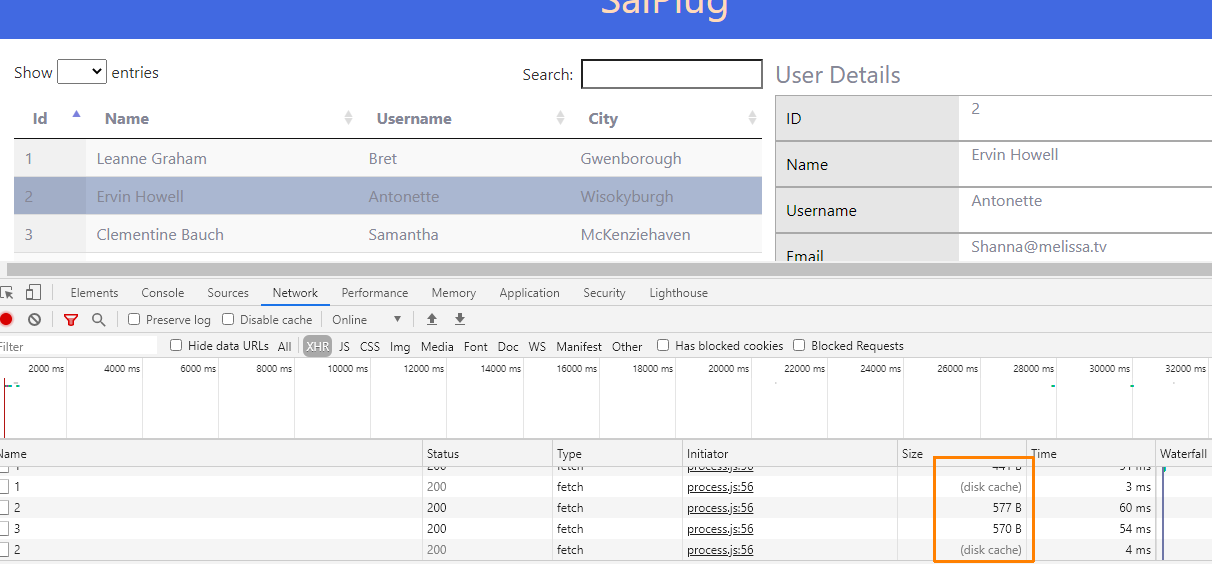 SaiPlug
Show entries
Search:
User Details
Id Name Username City
1 Leanne Graham Bret Gwenborough
2 Ervin Howell Antonette Wisokyburgh
3 Clementine Bauch Samantha McKenziehaven
ID 2
Name Ervin Howell
Username Antonette
Email Shanna@melissa.tv
Elements Console Sources Network Performance Memory Application Security Lighthouse
Preserve log Disable cache Online
Filter Hide data URLs All XHR JS CSS Img Media Font Doc WS Manifest Other Has blocked cookies Blocked Requests
2000 ms 4000 ms 6000 ms 8000 ms 10000 ms 12000 ms 14000 ms 16000 ms 18000 ms 20000 ms 22000 ms 24000 ms 26000 ms 28000 ms 30000 ms 32000 ms
Name Status Type Initiator Size Time Waterfall
200 fetch process.js:56 441 B 51 ms
1 200 fetch process.js:56 (disk cache) 3 ms
2 200 fetch process.js:56 577 B 60 ms
3 200 fetch process.js:56 570 B 54 ms
2 200 fetch process.js:56 (disk cache) 4 ms